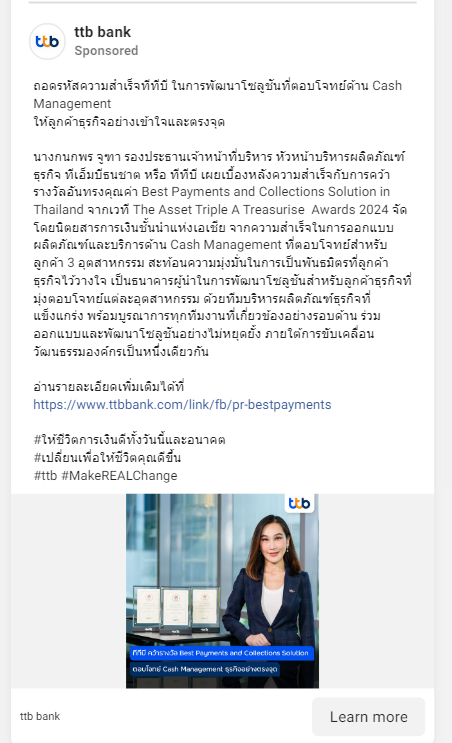 ttb
ttb bank
Sponsored
ถอดรหัสความสำเร็จทีทีบี ในการพัฒนาโซลูชันที่ตอบโจทย์ด้าน Cash
Management
ให้ลูกค้าธุรกิจอย่างเข้าใจและตรงจุด
นางกนกพร จูฑา รองประธานเจ้าหน้าที่บริหาร หัวหน้าบริหารผลิตภัณฑ์
ธุรกิจ ทีเอ็มบีธนชาต หรือ ทีทีบี เผยเบื้องหลังความสำเร็จกับการคว้า
รางวัลอันทรงคุณค่า Best Payments and Collections Solution in
Thailand จากเวที The Asset Triple A Treasurise  Awards 2024 จัด
โดยนิตยสารการเงินชั้นนำแห่งเอเชีย จากความสำเร็จในการออกแบบ
ผลิตภัณฑ์และบริการด้าน Cash Management ที่ตอบโจทย์สำหรับ
ลูกค้า 3 อุตสาหกรรม สะท้อนความมุ่งมั่นในการเป็นพันธมิตรที่ลูกค้า
ธุรกิจไว้วางใจ เป็นธนาคารผู้นำในการพัฒนาโซลูชันสำหรับลูกค้าธุรกิจที่
มุ่งตอบโจทย์แต่ละอุตสาหกรรม ด้วยทีมบริหารผลิตภัณฑ์ธุรกิจที่
แข็งแกร่ง พร้อมบูรณาการทุกทีมงานที่เกี่ยวข้องอย่างรอบด้าน ร่วม
ออกแบบและพัฒนาโซลูชันอย่างไม่หยุดยั้ง ภายใต้การขับเคลื่อน
วัฒนธรรมองค์กรเป็นหนึ่งเดียวกัน
อ่านรายละเอียดเพิ่มเติมได้ที่
https://www.ttbbank.com/link/fb/pr-bestpayments
#ให้ชีวิตการเงินดีทั้งวันนี้และอนาคต
#เปลี่ยนเพื่อให้ชีวิตคุณดีขึ้น
#ttb #MakeREALChange
ttb
ทีทีบี คว้ารางวัล Best Payments and Collections Solution
ตอบโจทย์ Cash Management ธุรกิจอย่างตรงจุด
ttb bank
Learn more